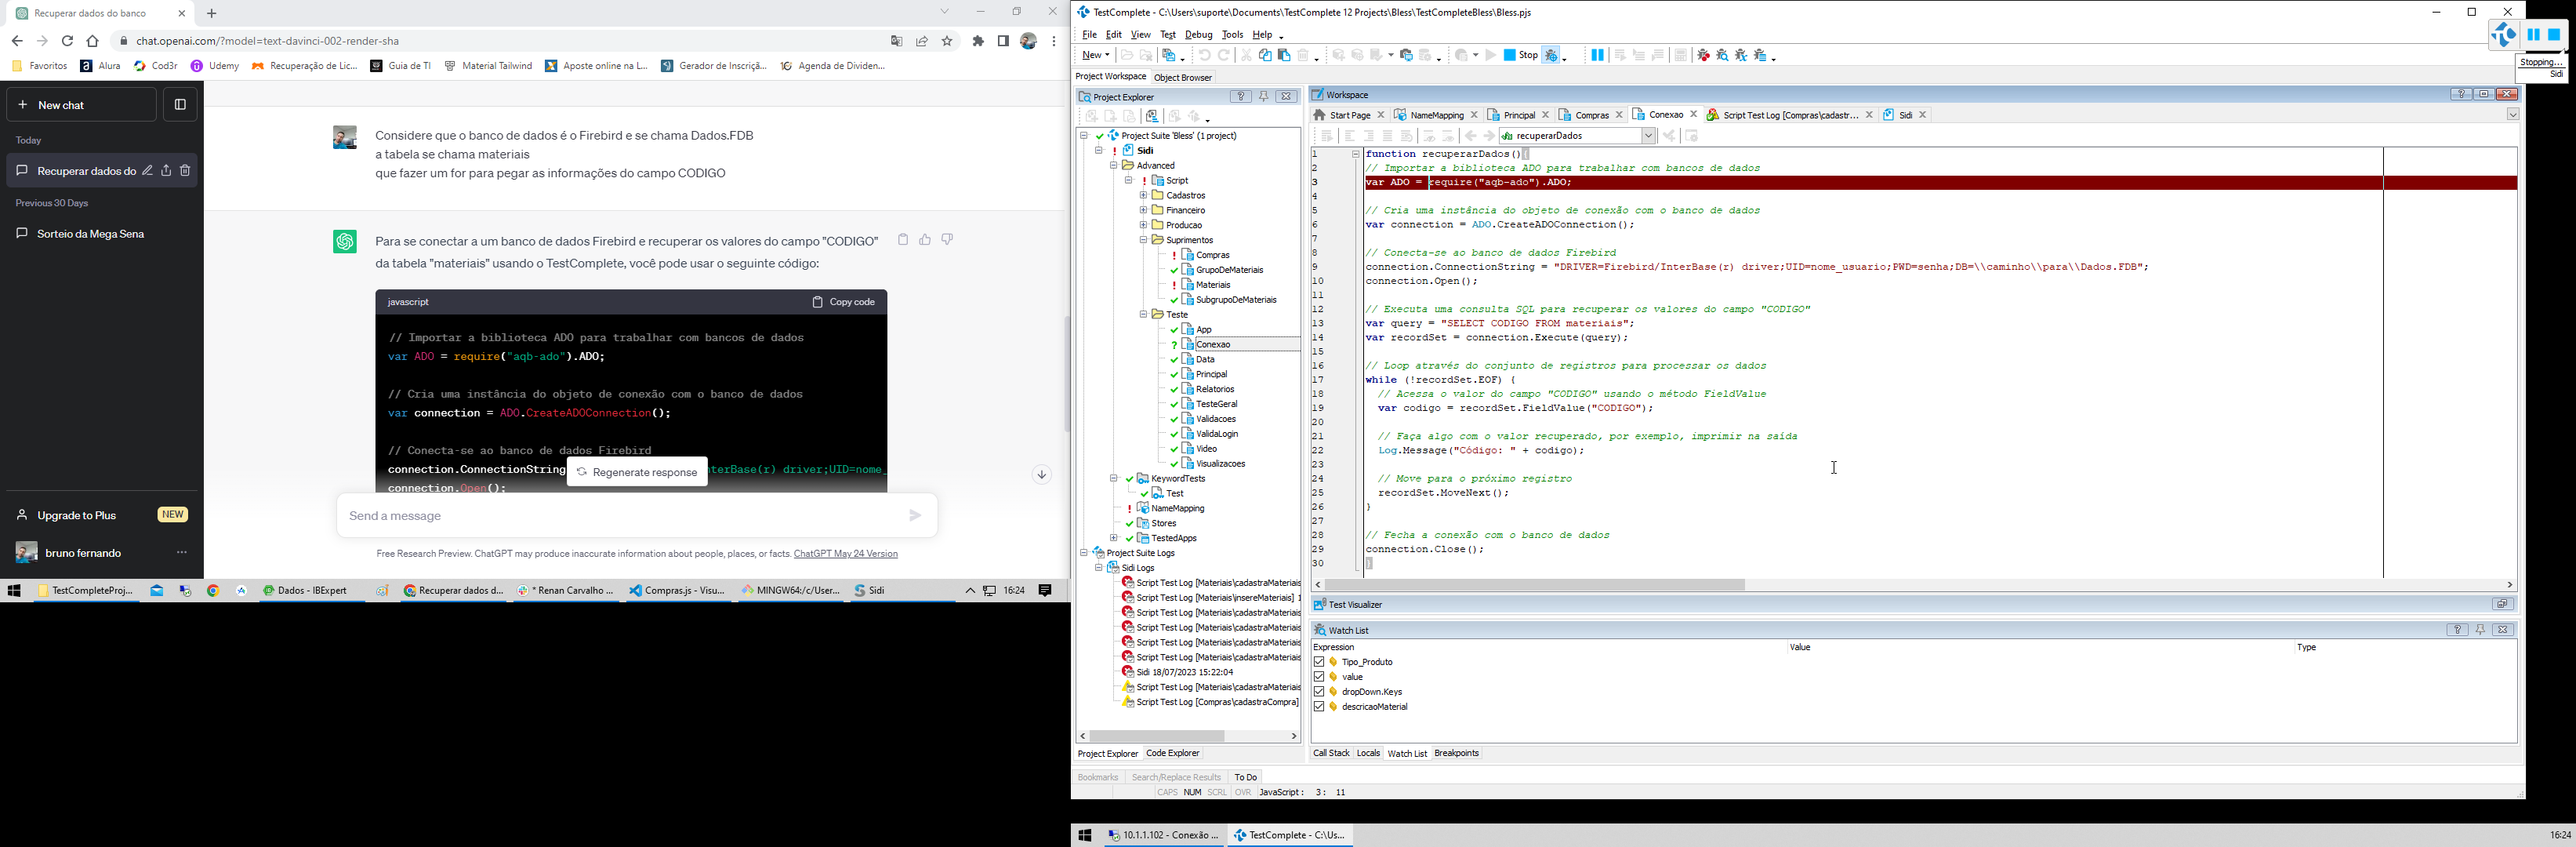 Recuperar dados do banco
chat.openai.com/?model=text-davinci-002-render-sha
Favoritos
Alura
Cod3r
Udemy
Recuperação de Lic...
Guia de TI
Material Tailwind
Aposte online na L...
Gerador de Inscriçã...
Agenda de Dividen...
New chat
Today
Recuperar dados do
Previous 30 Days
Sorteio da Mega Sena
Upgrade to Plus
NEW
bruno fernando
Considere que o banco de dados é o Firebird e se chama Dados.FDB
a tabela se chama materiais
que fazer um for para pegar as informações do campo CODIGO
Para se conectar a um banco de dados Firebird e recuperar os valores do campo "CODIGO"
da tabela "materiais" usando o TestComplete, você pode usar o seguinte código:
javascript
Copy code
// Importar a biblioteca ADO para trabalhar com bancos de dados
var ADO = require("aqb-ado").ADO;
// Cria uma instância do objeto de conexão com o banco de dados
var connection = ADO.CreateADOConnection();
// Conecta-se ao banco de dados Firebird
connection.ConnectionString
nterBase(r) driver;UID=nome_
connection.Open();
Regenerate response
Send a message
Free Research Preview. ChatGPT may produce inaccurate information about people, places, or facts. ChatGPT May 24 Version
TestCompleteProj...
Dados - IBExpert
Recuperar dados d...
* Renan Carvalho ...
Compras.js - Visu...
MINGW64:/c/User...
Sidi
16:24
TestComplete - C:\Users\suporte\Documents\TestComplete 12 Projects\Bless\TestCompleteBless\Bless.pjs
File Edit View Test Debug Tools Help
New
Stop
Stopping...
Sidi
Project Workspace
Object Browser
Project Explorer
Project Suite 'Bless' (1 project)
Sidi
Advanced
Script
Cadastros
Financeiro
Producao
Suprimentos
Compras
GrupoDeMateriais
Materiais
SubgrupoDeMateriais
Teste
App
Conexao
Data
Principal
Relatorios
TesteGeral
Validacoes
ValidaLogin
Video
Visualizacoes
KeywordTests
Test
NameMapping
Stores
TestedApps
Project Suite Logs
Sidi Logs
Script Test Log [Materiais\cadastraMateriais
Script Test Log [Materiais\insereMateriais] 1
Script Test Log [Materiais\cadastraMateriais
Script Test Log [Materiais\cadastraMateriais
Script Test Log [Materiais\cadastraMateriais
Script Test Log [Materiais\cadastraMateriais
Sidi 18/07/2023 15:22:04
Script Test Log [Materiais\cadastraMateriais
Script Test Log [Compras\cadastraCompra]
Project Explorer
Code Explorer
Workspace
Start Page
NameMapping
Principal
Compras
Conexao
Script Test Log [Compras\cadastr...
Sidi
recuperarDados
1 function recuperarDados(){
2 // Importar a biblioteca ADO para trabalhar com bancos de dados
3 var ADO = require("aqb-ado").ADO;
4
5 // Cria uma instância do objeto de conexão com o banco de dados
6 var connection = ADO.CreateADOConnection();
7
8 // Conecta-se ao banco de dados Firebird
9 connection.ConnectionString = "DRIVER=Firebird/InterBase(r) driver;UID=nome_usuario;PWD=senha;DB=\\caminho\\para\\Dados.FDB";
10 connection.Open();
11
12 // Executa uma consulta SQL para recuperar os valores do campo "CODIGO"
13 var query = "SELECT CODIGO FROM materiais";
14 var recordSet = connection.Execute(query);
15
16 // Loop através do conjunto de registros para processar os dados
17 while (!recordSet.EOF) {
18 // Acessa o valor do campo "CODIGO" usando o método FieldValue
19 var codigo = recordSet.FieldValue("CODIGO");
20
21 // Faça algo com o valor recuperado, por exemplo, imprimir na saída
22 Log.Message("Código: " + codigo);
23
24 // Move para o próximo registro
25 recordSet.MoveNext();
26 }
27
28 // Fecha a conexão com o banco de dados
29 connection.Close();
30 }
Test Visualizer
Watch List
Expression
Value
Type
Tipo_Produto
value
dropDown.Keys
descricaoMaterial
Call Stack
Locals
Watch List
Breakpoints
Bookmarks
Search/Replace Results
To Do
CAPS NUM SCRL OVR JavaScript : 3 : 11
10.1.1.102 - Conexão ...
TestComplete - C:\Us...
16:24